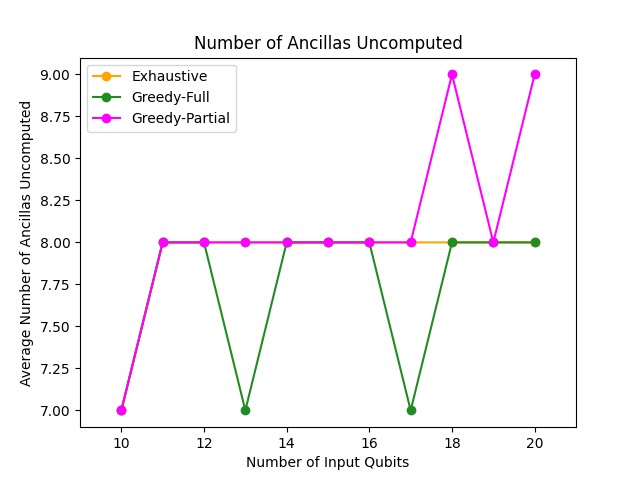 Number of Ancillas Uncomputed
Exhaustive
Greedy-Full
Greedy-Partial
Average Number of Ancillas Uncomputed
9.00
8.75
8.50
8.25
8.00
7.75
7.50
7.25
7.00
10 12 14 16 18 20
Number of Input Qubits